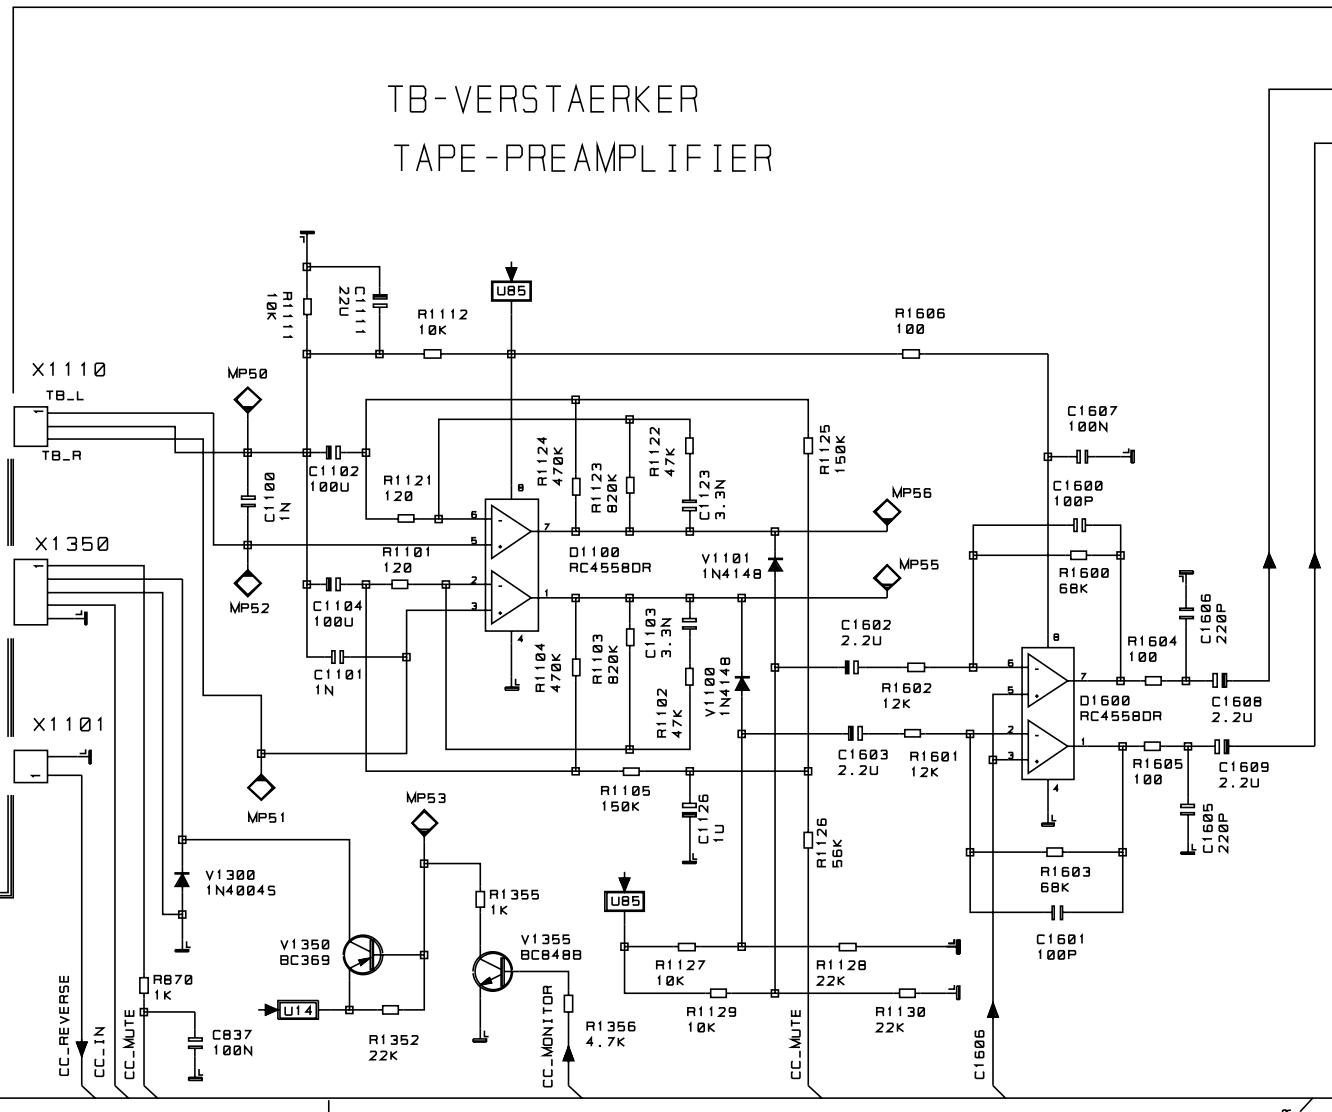 TB-VERSTAERKER
TAPE-PREAMPLIFIER
R1111
10K
C1111
22U
U85
R1112
10K
R1606
100
X1110
TB_L
1
TB_R
MP50
C1102
100U
C1100
1N
R1121
120
R1124
470K
R1123
820K
R1122
47K
C1123
3.3N
R1125
150K
C1607
100N
C1600
100P
MP56
8
6
5
7
D1100
RC4558DR
V1101
1N4148
R1600
68K
X1350
1
MP52
R1101
120
C1104
100U
2
3
1
4
MP55
C1606
220P
C1101
1N
R1104
470K
R1103
820K
C1103
3.3N
R1102
47K
V1100
1N4148
C1602
2.2U
R1602
12K
8
6
5
7
R1604
100
C1608
2.2U
D1600
RC4558DR
X1101
1
C1603
2.2U
R1601
12K
2
3
1
4
R1605
100
C1609
2.2U
MP51
MP53
R1105
150K
C1126
1U
R1126
56K
C1605
220P
V1300
1N4004S
R1355
1K
U85
R1603
68K
V1350
BC369
V1355
BC848B
C1601
100P
R1127
10K
R1128
22K
R870
1K
U14
R1129
10K
R1130
22K
C837
100N
R1352
22K
R1356
4.7K
CC_REVERSE
CC_IN
CC_MUTE
CC_MONITOR
CC_MUTE
C1606